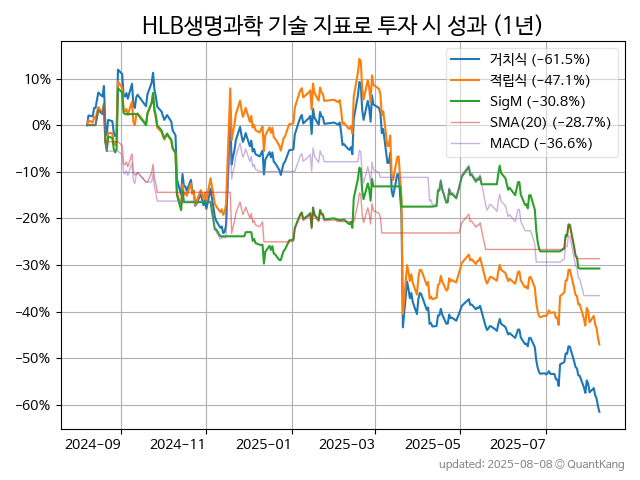 HLB생명과학 기술 지표로 투자 시 성과 (1년)
거치식 (−61.5%)
적립식 (−47.1%)
SigM (−30.8%)
SMA(20) (−28.7%)
MACD (−36.6%)
10%
0%
−10%
−20%
−30%
−40%
−50%
−60%
2024-09 2024-11 2025-01 2025-03 2025-05 2025-07
updated: 2025-08-08 © QuantKang